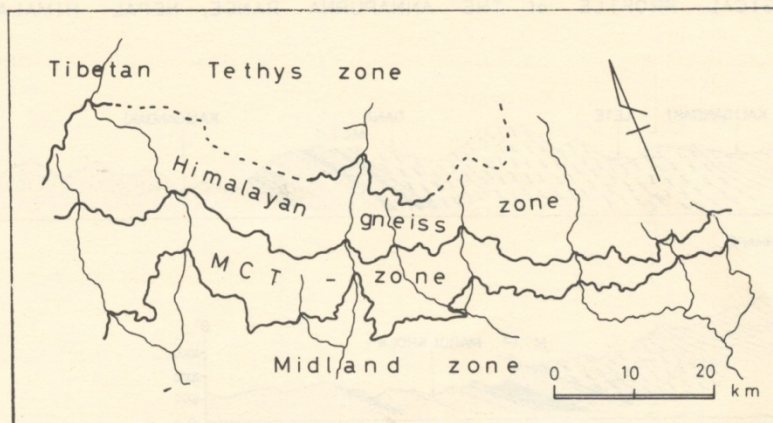 Tibetan Tethys zone
Himalayan gneiss zone
MCT - zone
Midland zone
0 10 20
km